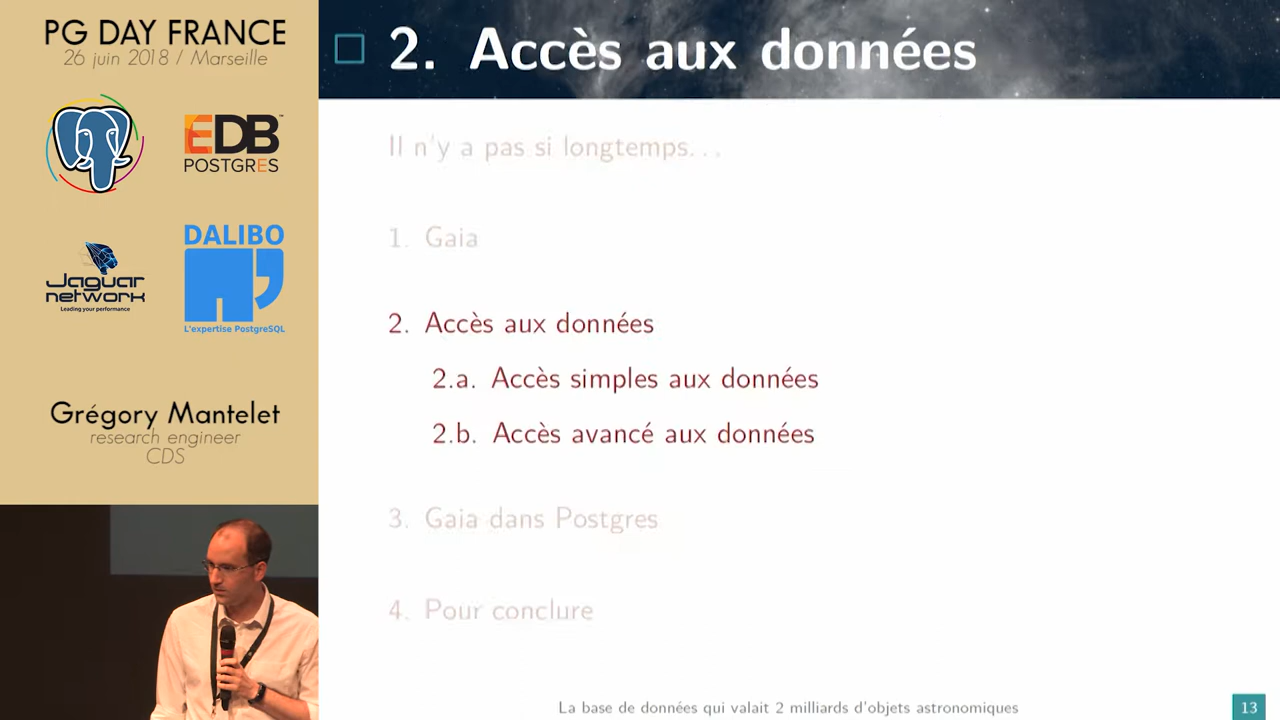 PG DAY FRANCE
26 juin 2018 / Marseille
EDB™
POSTGRES
Jaguar
network
Leading your performance
DALIBO
L'expertise PostgreSQL
Grégory Mantelet
research engineer
CDS
2. Accès aux données
Il n'y a pas si longtemps...
1. Gaia
2. Accès aux données
2.a. Accès simples aux données
2.b. Accès avancé aux données
3. Gaia dans Postgres
4. Pour conclure
La base de données qui valait 2 milliards d'objets astronomiques
13